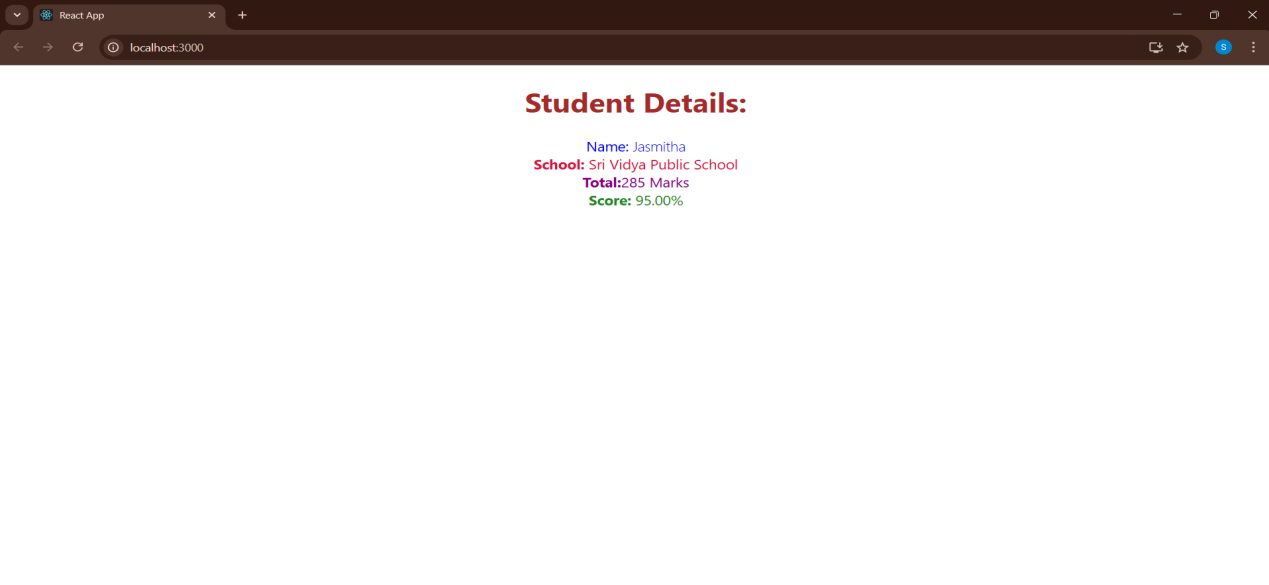 React App
localhost:3000
S
Student Details:
Name: Jasmitha
School: Sri Vidya Public School
Total:285 Marks
Score: 95.00%